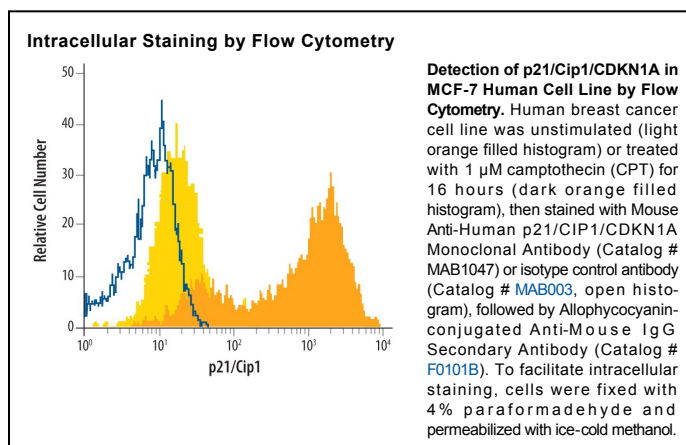 Intracellular Staining by Flow Cytometry
50
40
30
20
10
0
Relative Cell Number
10⁰
10¹
10²
10³
10⁴
p21/Cip1
Detection of p21/Cip1/CDKN1A in
MCF-7 Human Cell Line by Flow
Cytometry. Human breast cancer
cell line was unstimulated (light
orange filled histogram) or treated
with 1 µM camptothecin (CPT) for
16 hours (dark orange filled
histogram), then stained with Mouse
Anti-Human p21/CIP1/CDKN1A
Monoclonal Antibody (Catalog #
MAB1047) or isotype control antibody
(Catalog # MAB003, open histo-
gram), followed by Allophycocyanin-
conjugated Anti-Mouse IgG
Secondary Antibody (Catalog #
F0101B). To facilitate intracellular
staining, cells were fixed with
4% paraformadehyde and
permeabilized with ice-cold methanol.